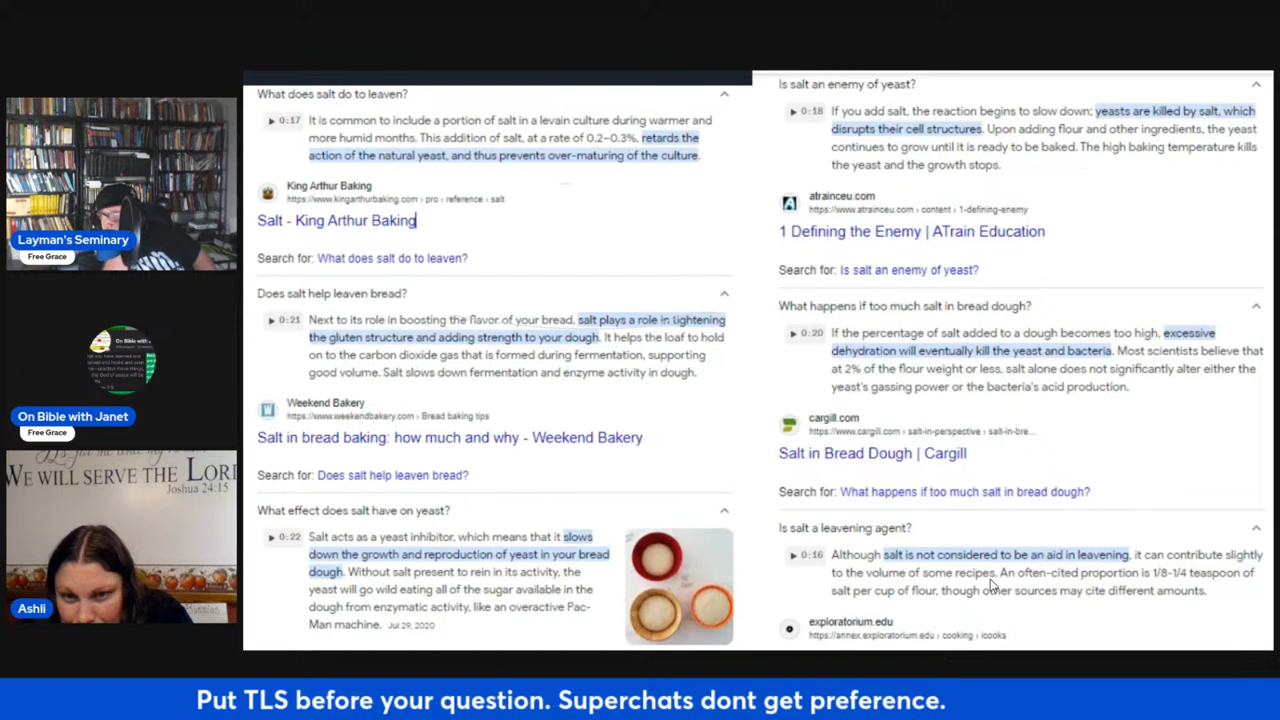 Layman's Seminary
Free Grace
On Bible with
On Bible with Janet
Free Grace
WE WILL SERVE THE LORD
Joshua 24:15
Ashli
What does salt do to leaven?
0:17 It is common to include a portion of salt in a levain culture during warmer and
more humid months. This addition of salt, at a rate of 0.2–0.3%, retards the
action of the natural yeast, and thus prevents over-maturing of the culture.
King Arthur Baking
https://www.kingarthurbaking.com › pro › reference › salt
Salt - King Arthur Baking
Search for: What does salt do to leaven?
Does salt help leaven bread?
0:21 Next to its role in boosting the flavor of your bread, salt plays a role in tightening
the gluten structure and adding strength to your dough. It helps the loaf to hold
on to the carbon dioxide gas that is formed during fermentation, supporting
good volume. Salt slows down fermentation and enzyme activity in dough.
Weekend Bakery
https://www.weekendbakery.com › Bread baking tips
Salt in bread baking: how much and why - Weekend Bakery
Search for: Does salt help leaven bread?
What effect does salt have on yeast?
0:22 Salt acts as a yeast inhibitor, which means that it slows
down the growth and reproduction of yeast in your bread
dough. Without salt present to rein in its activity, the
yeast will go wild eating all of the sugar available in the
dough from enzymatic activity, like an overactive Pac-
Man machine. Jul 29, 2020
Is salt an enemy of yeast?
0:18 If you add salt, the reaction begins to slow down; yeasts are killed by salt, which
disrupts their cell structures. Upon adding flour and other ingredients, the yeast
continues to grow until it is ready to be baked. The high baking temperature kills
the yeast and the growth stops.
atrainceu.com
https://www.atrainceu.com › content › 1-defining-enemy
1 Defining the Enemy | ATrain Education
Search for: Is salt an enemy of yeast?
What happens if too much salt in bread dough?
0:20 If the percentage of salt added to a dough becomes too high, excessive
dehydration will eventually kill the yeast and bacteria. Most scientists believe that
at 2% of the flour weight or less, salt alone does not significantly alter either the
yeast's gassing power or the bacteria's acid production.
cargill.com
https://www.cargill.com › salt-in-perspective › salt-in-bre...
Salt in Bread Dough | Cargill
Search for: What happens if too much salt in bread dough?
Is salt a leavening agent?
0:16 Although salt is not considered to be an aid in leavening, it can contribute slightly
to the volume of some recipes. An often-cited proportion is 1/8-1/4 teaspoon of
salt per cup of flour, though other sources may cite different amounts.
exploratorium.edu
https://annex.exploratorium.edu › cooking › icooks
Put TLS before your question. Superchats dont get preference.